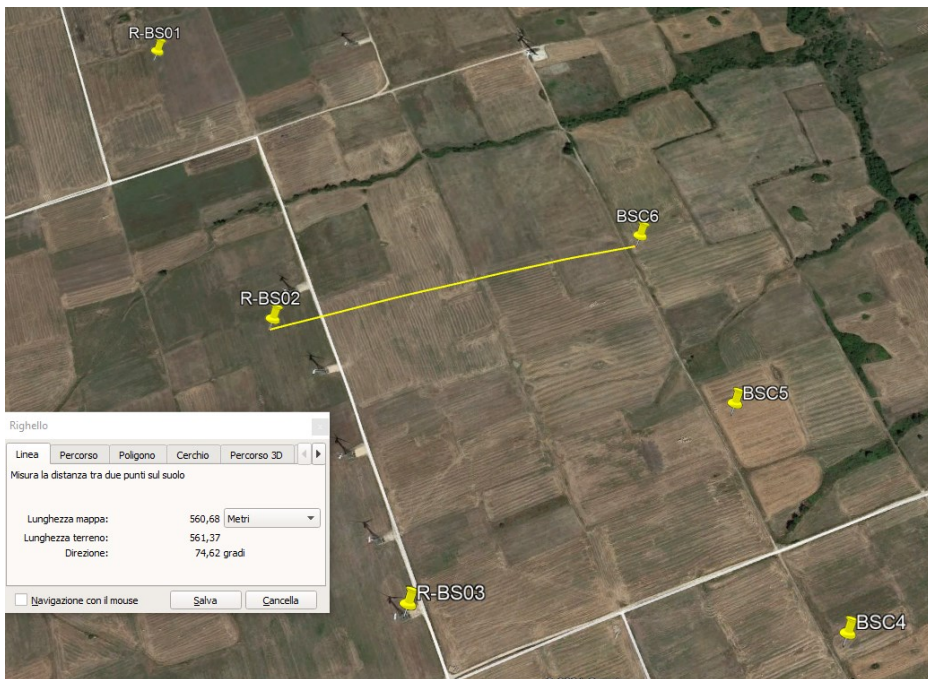 R-BS01
BSC6
R-BS02
BSC5
Righello
Linea Percorso Poligono Cerchio Percorso 3D
Misura la distanza tra due punti sul suolo
Lunghezza mappa: 560,68 Metri
Lunghezza terreno: 561,37
Direzione: 74,62 gradi
Navigazione con il mouse Salva Cancella
R-BS03
BSC4